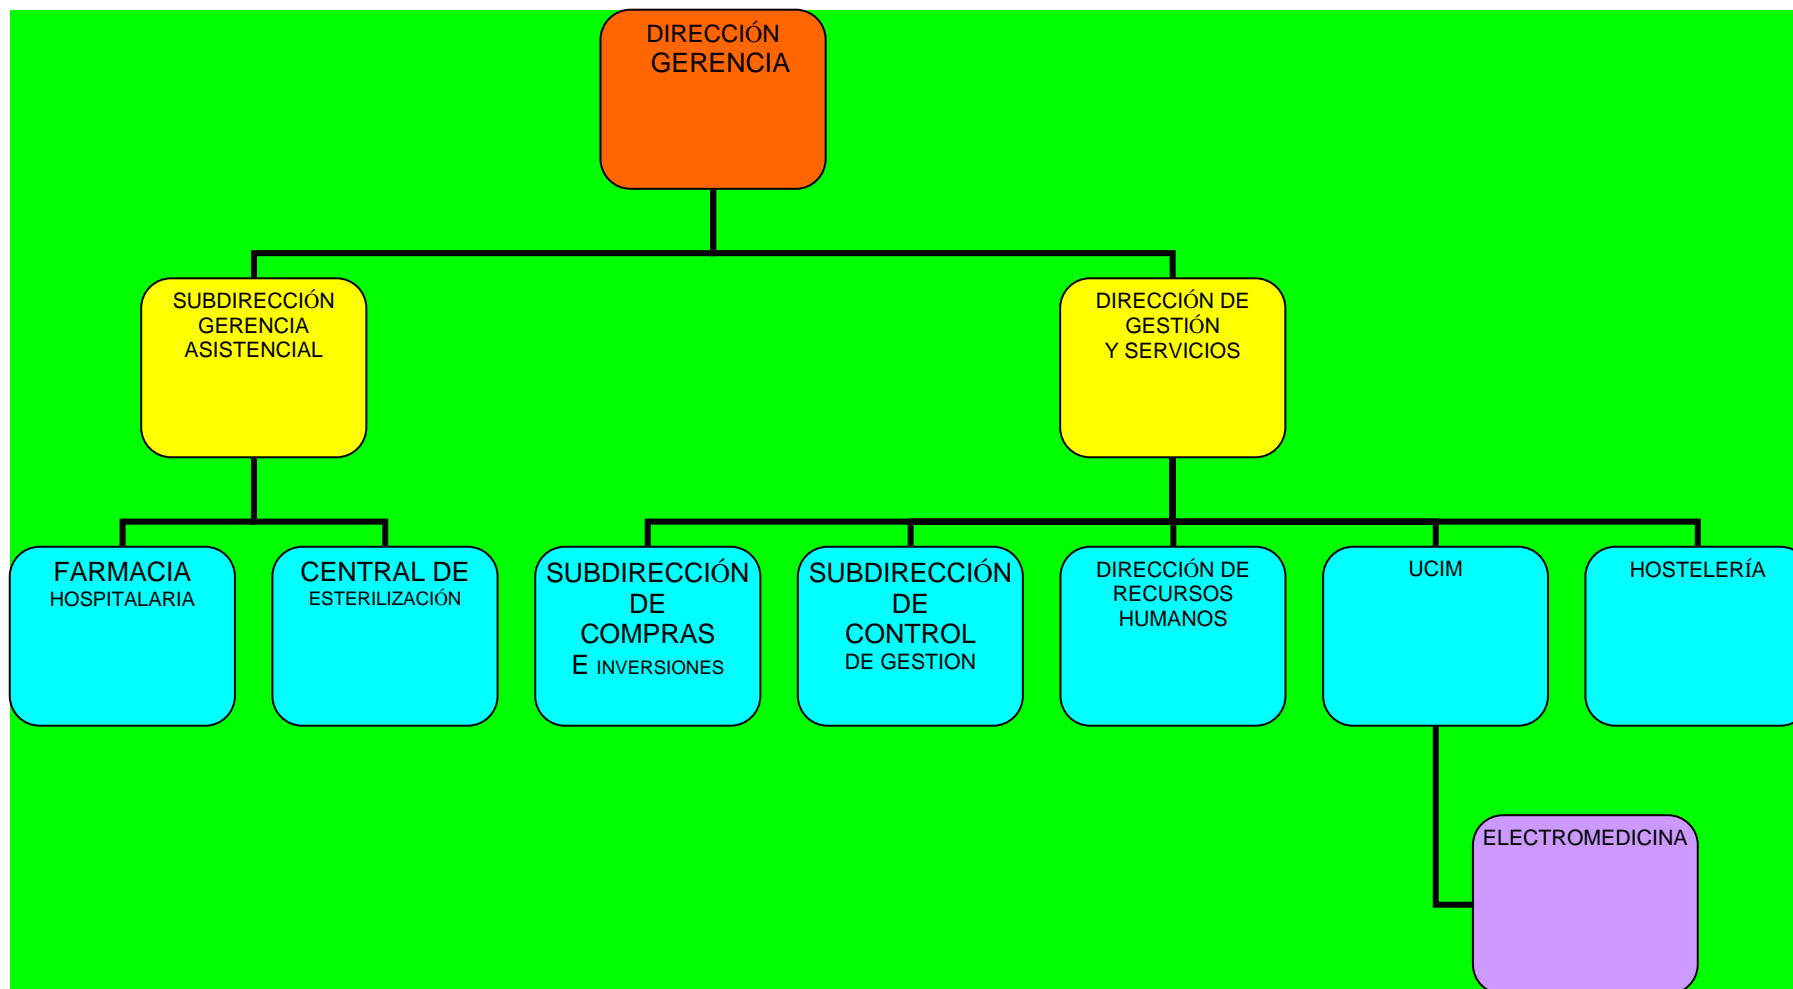 DIRECCIÓN
GERENCIA
SUBDIRECCIÓN
GERENCIA
ASISTENCIAL
DIRECCIÓN DE
GESTIÓN
Y SERVICIOS
FARMACIA
HOSPITALARIA
CENTRAL DE
ESTERILIZACIÓN
SUBDIRECCIÓN
DE
COMPRAS
E INVERSIONES
SUBDIRECCIÓN
DE
CONTROL
DE GESTION
DIRECCIÓN DE
RECURSOS
HUMANOS
UCIM
HOSTELERÍA
ELECTROMEDICINA